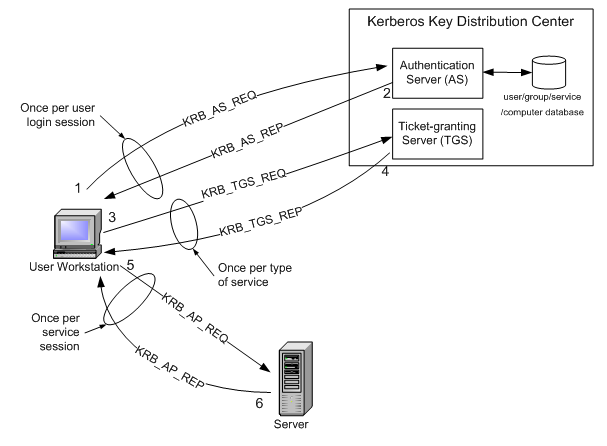 Kerberos Key Distribution Center
Authentication
Server (AS)
user/group/service
/computer database
2
Ticket-granting
Server (TGS)
4
Once per user
login session
KRB_AS_REQ
KRB_AS_REP
1
KRB_TGS_REQ
3
KRB_TGS_REP
User Workstation
5
Once per type
of service
Once per
service
session
KRB_AP_REQ
KRB_AP_REP
6
Server